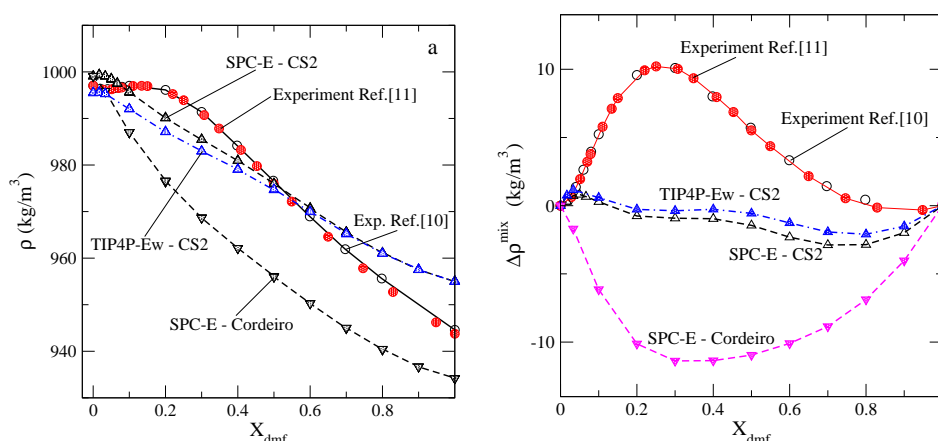 a
1000
980
960
940
ρ (kg/m³)
SPC-E - CS2
Experiment Ref.[11]
Exp. Ref.[10]
TIP4P-Ew - CS2
SPC-E - Cordeiro
0 0.2 0.4 0.6 0.8
X_dmf
10
0
-10
Δρ^mix (kg/m³)
Experiment Ref.[11]
Experiment Ref.[10]
TIP4P-Ew - CS2
SPC-E - CS2
SPC-E - Cordeiro
0 0.2 0.4 0.6 0.8
X_dmf